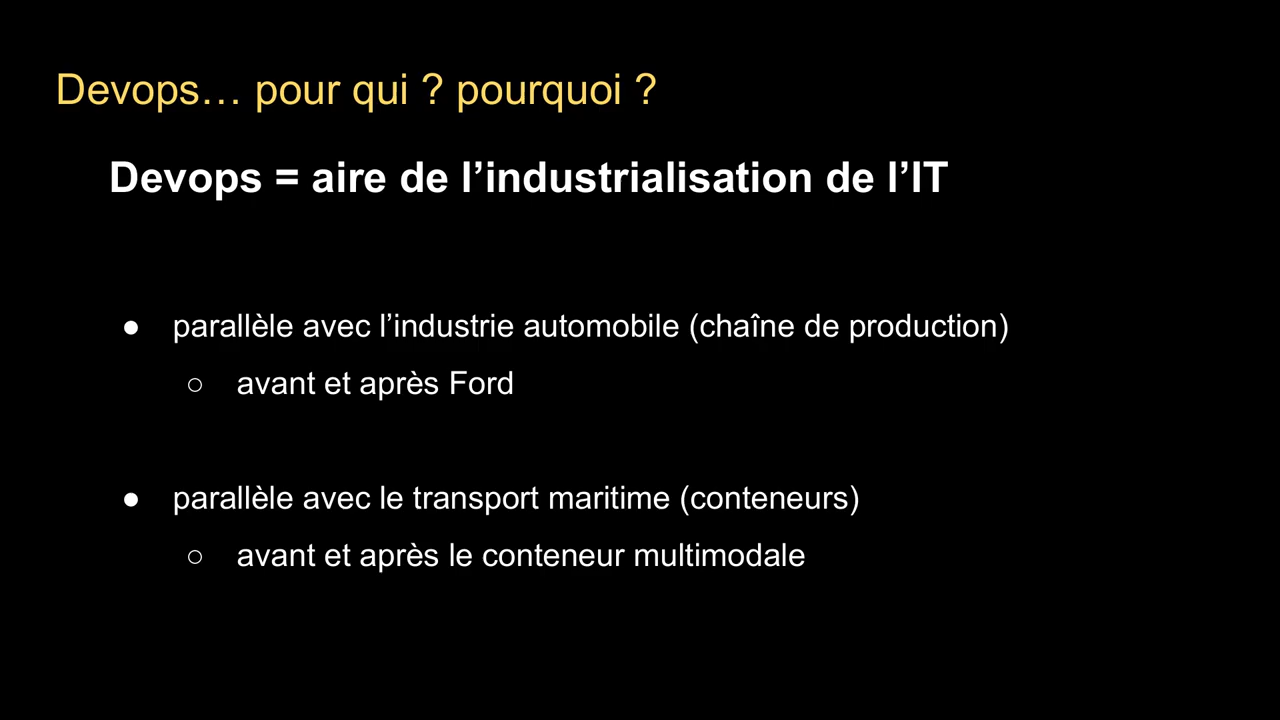 Devops… pour qui ? pourquoi ?
Devops = aire de l’industrialisation de l’IT
● parallèle avec l’industrie automobile (chaîne de production)
○ avant et après Ford
● parallèle avec le transport maritime (conteneurs)
○ avant et après le conteneur multimodale